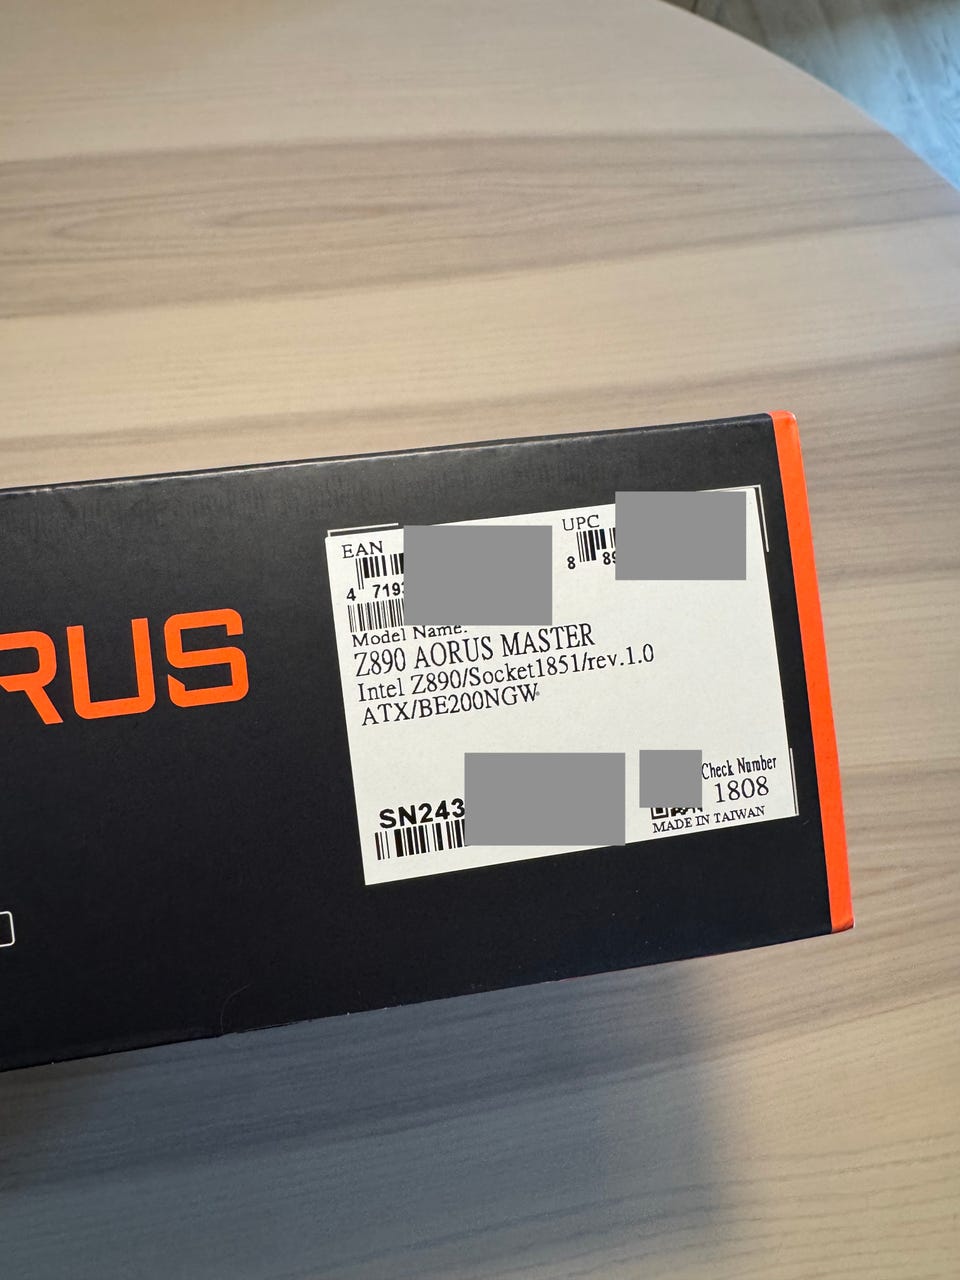 RUS
EAN
UPC
4 7193
8 89
Model Name:
Z890 AORUS MASTER
Intel Z890/Socket1851/rev.1.0
ATX/BE200NGW
SN243
Check Number
1808
MADE IN TAIWAN